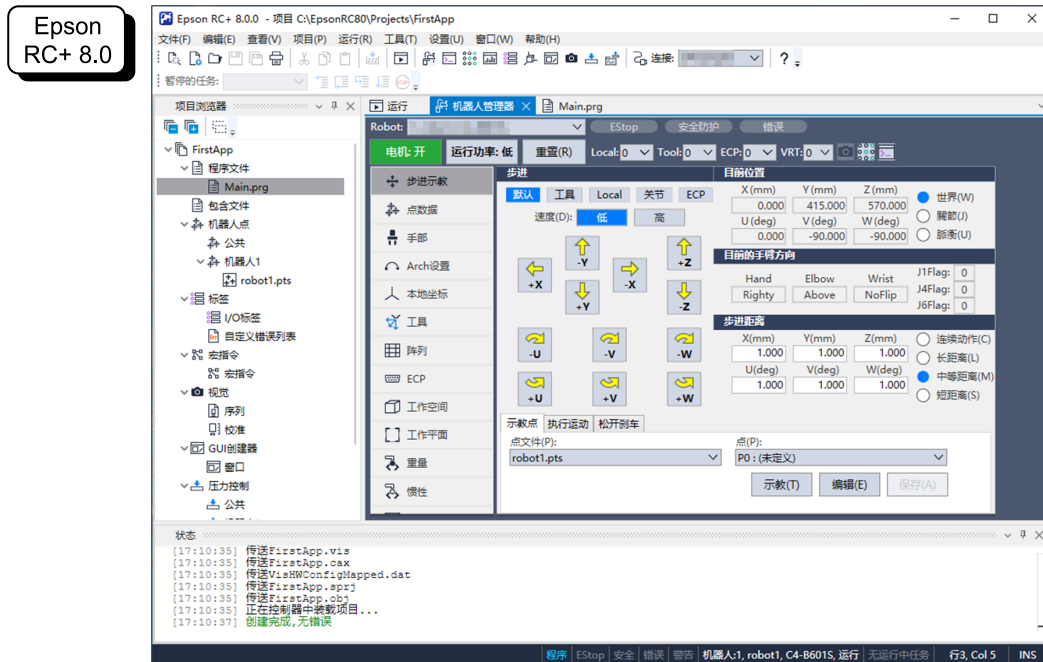 Epson
RC+ 8.0
Epson RC+ 8.0.0 - 项目 C:\EpsonRC80\Projects\FirstApp
文件(F) 编辑(E) 查看(V) 项目(P) 运行(R) 工具(T) 设置(U) 窗口(W) 帮助(H)
连接:
暂停的任务:
项目浏览器
运行 机器人管理器 Main.prg
FirstApp
程序文件
Main.prg
包含文件
机器人点
公共
机器人1
robot1.pts
标签
I/O标签
自定义错误列表
宏指令
宏指令
视觉
序列
校准
GUI创建器
窗口
压力控制
公共
Robot: EStop 安全防护 错误
电机: 开 运行功率: 低 重置(R) Local: 0 Tool: 0 ECP: 0 VRT: 0
步进示教
点数据
手部
Arch设置
本地坐标
工具
阵列
ECP
工作空间
工作平面
重量
惯性
步进
默认 工具 Local 关节 ECP
速度(D): 低 高
-Y +Z
+X -X
+Y -Z
-U -V -W
+U +V +W
目前位置
X (mm) Y (mm) Z (mm)
0.000 415.000 570.000
U (deg) V (deg) W (deg)
0.000 -90.000 -90.000
世界(W)
關節(J)
脈衝(U)
目前的手臂方向
Hand Elbow Wrist
Righty Above NoFlip
J1Flag: 0
J4Flag: 0
J6Flag: 0
步进距离
X(mm) Y(mm) Z(mm)
1.000 1.000 1.000
U(deg) V(deg) W(deg)
1.000 1.000 1.000
连续动作(C)
长距离(L)
中等距离(M)
短距离(S)
示教点 执行运动 松开刹车
点文件(P): 点(P):
robot1.pts P0 : (未定义)
示教(T) 编辑(E) 保存(A)
状态
[17:10:35] 传送FirstApp.vis
[17:10:35] 传送FirstApp.cax
[17:10:35] 传送VisHWConfigMapped.dat
[17:10:35] 传送FirstApp.sprj
[17:10:35] 传送FirstApp.obj
[17:10:35] 正在控制器中装载项目...
[17:10:37] 创建完成,无错误
程序 EStop 安全 错误 警告 机器人:1, robot1, C4-B601S, 运行 无运行中任务 行3, Col 5 INS